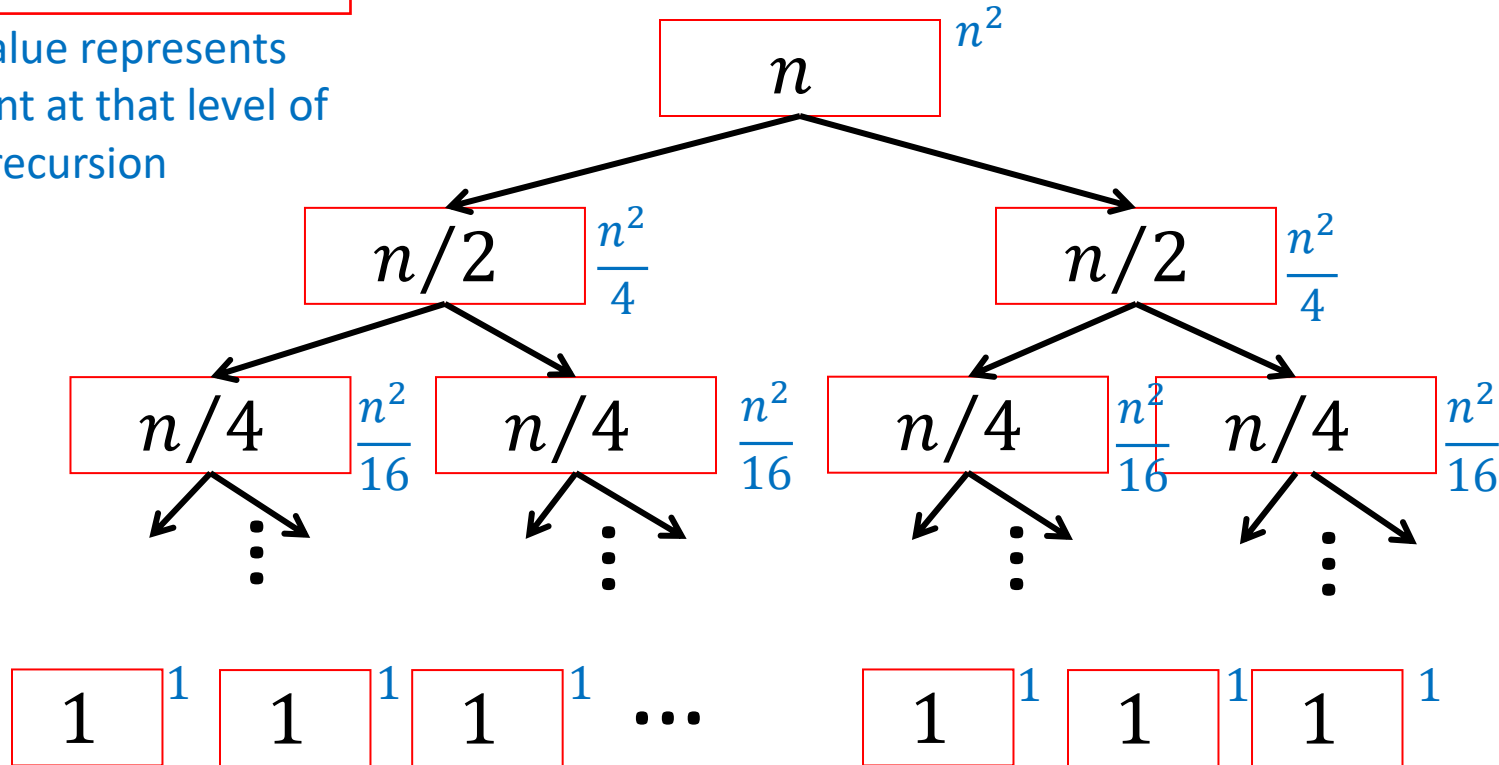 alue represents
nt at that level of
recursion
n n²
n/2 n²/4 n/2 n²/4
n/4 n²/16 n/4 n²/16 n/4 n²/16 n/4 n²/16
⋮ ⋮ ⋮ ⋮
1 1 1 1 1 1 … 1 1 1 1 1 1